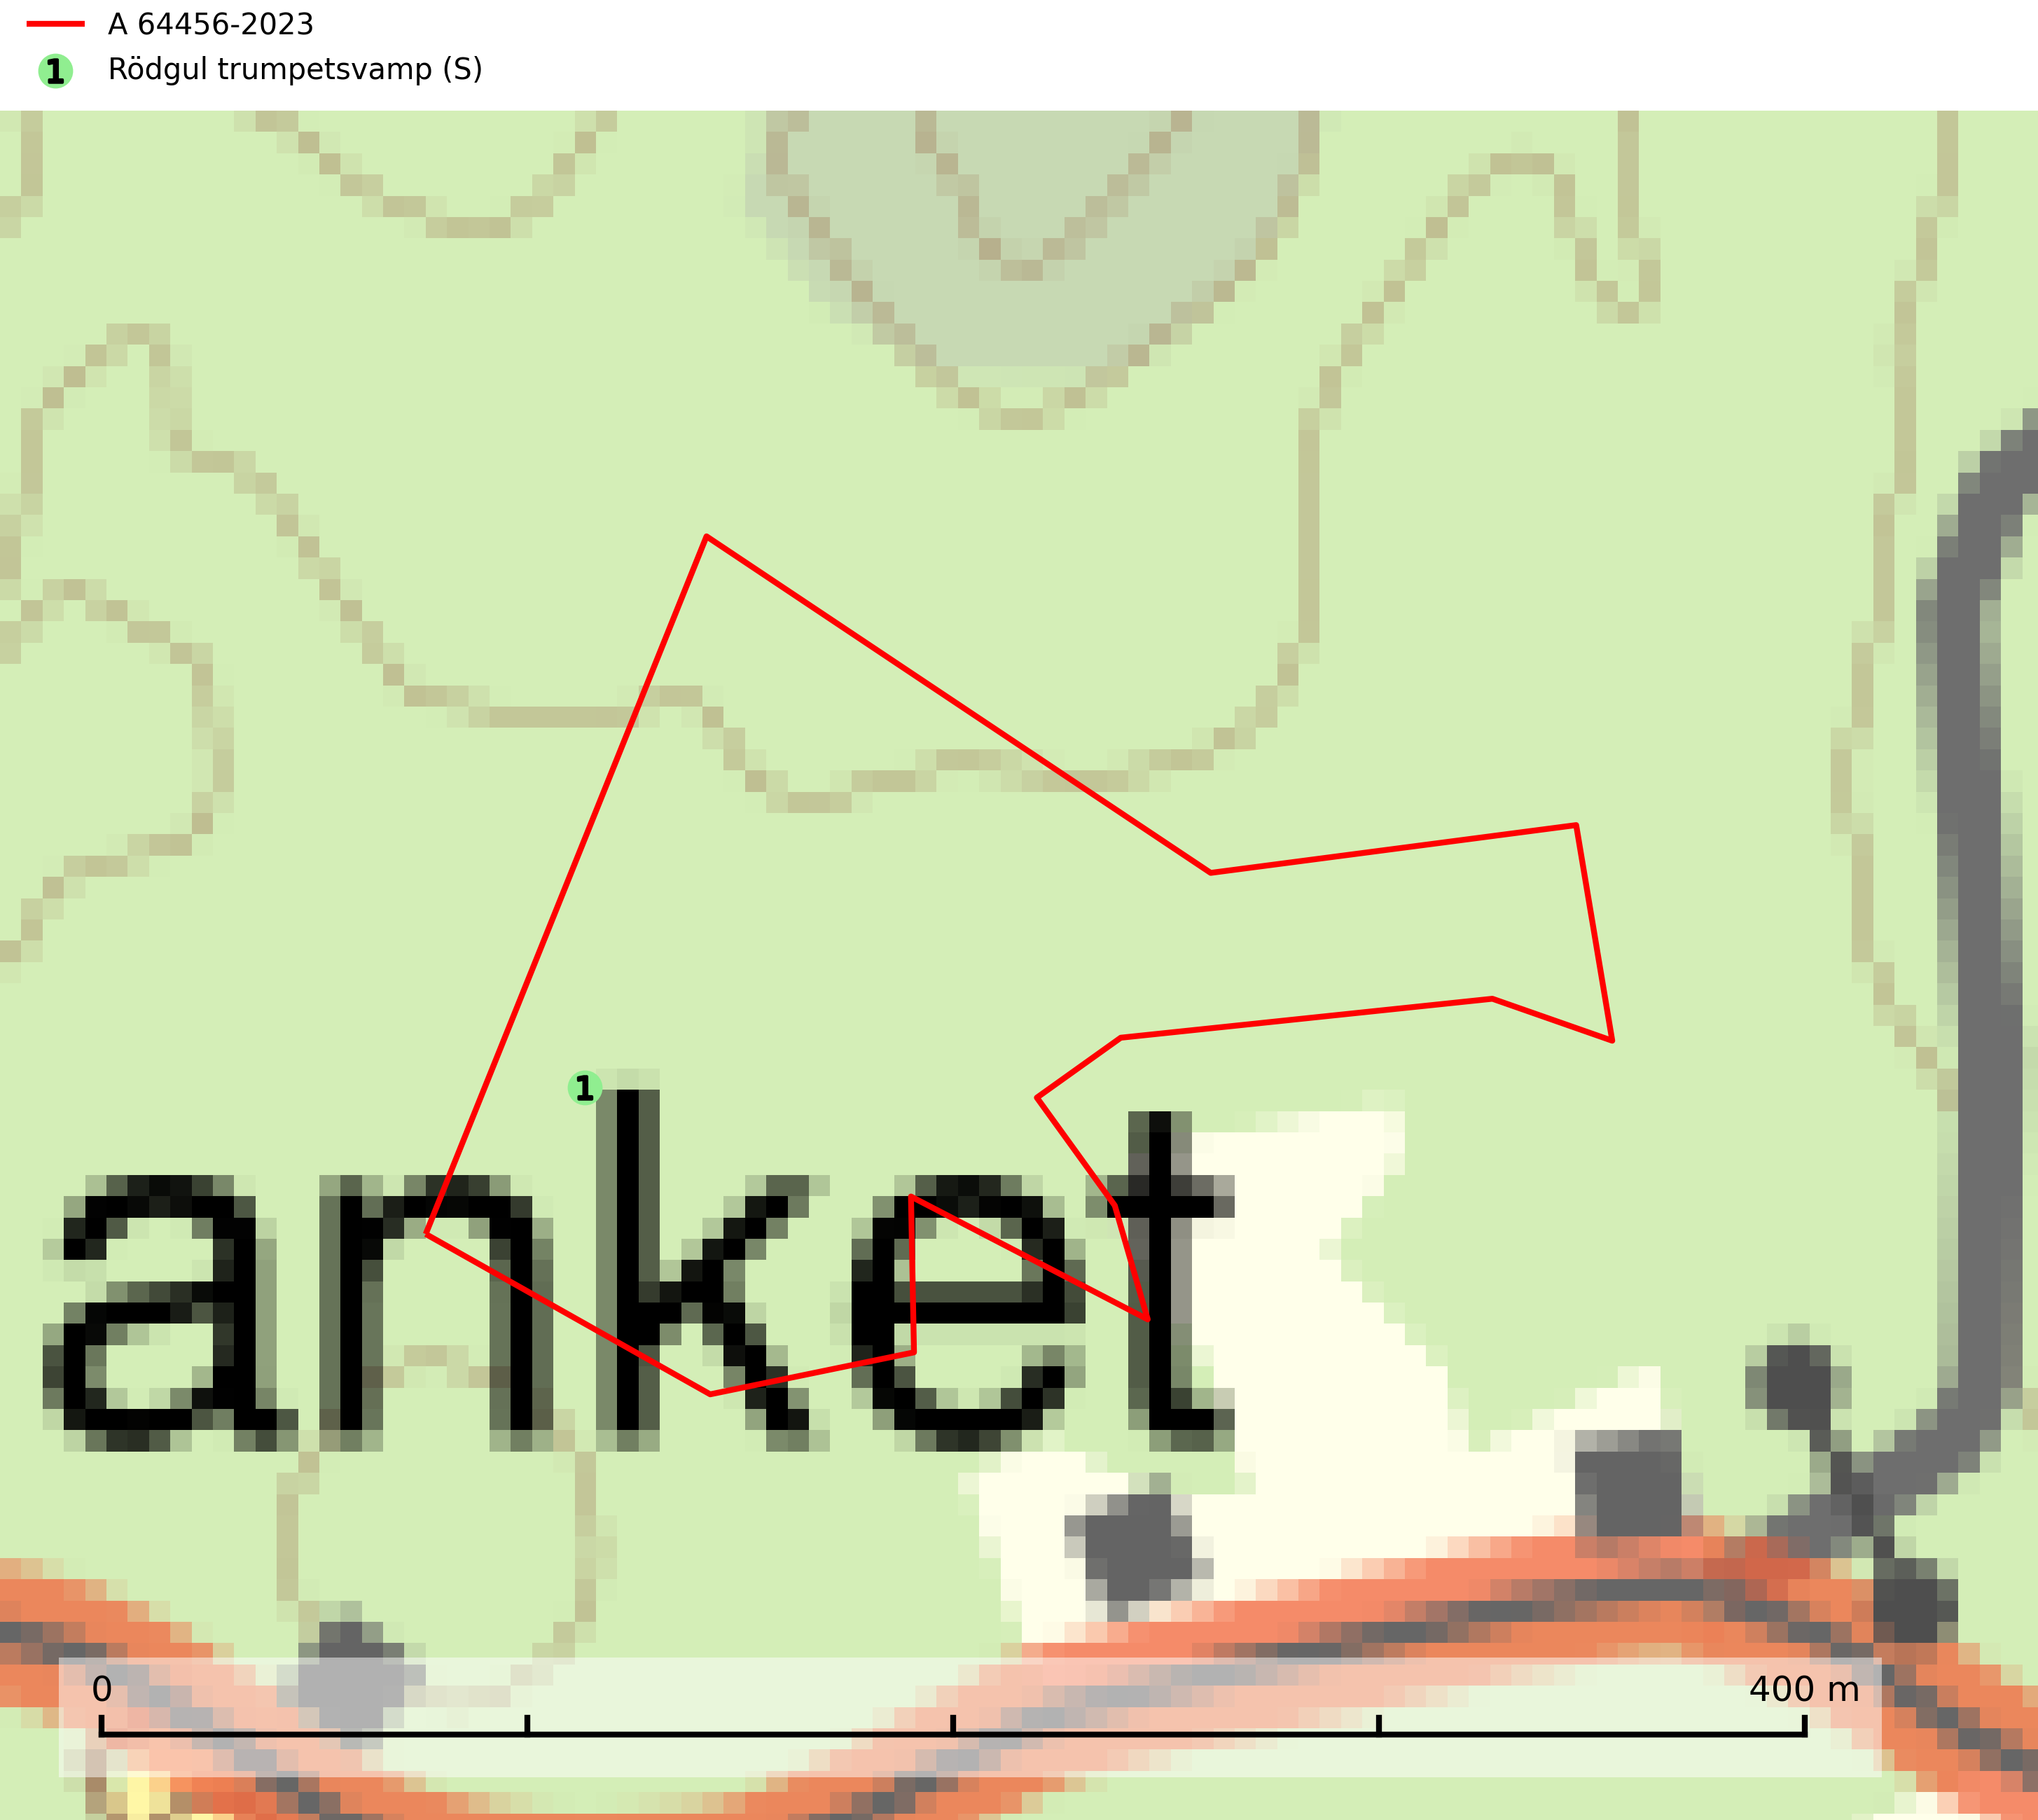 A 64456-2023
1 Rödgul trumpetsvamp (S)
1
anket
0 400 m